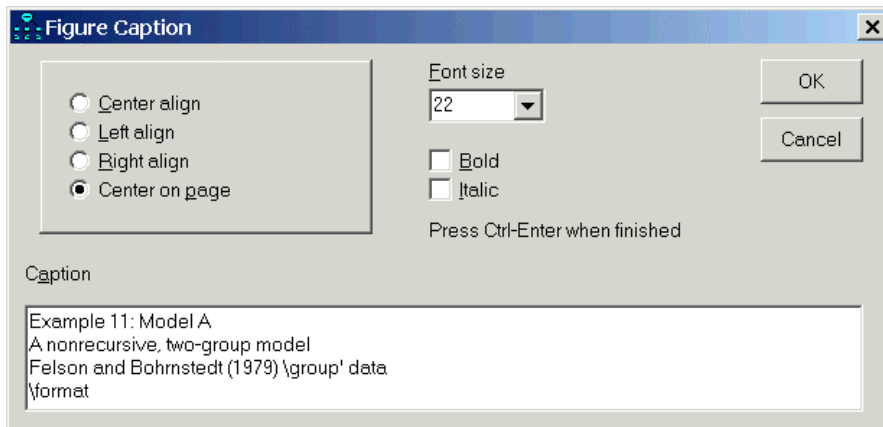 Figure Caption
Center align
Left align
Right align
Center on page
Font size
22
Bold
Italic
Press Ctrl-Enter when finished
OK
Cancel
Caption
Example 11: Model A
A nonrecursive, two-group model
Felson and Bohrnstedt (1979) \group' data
\format